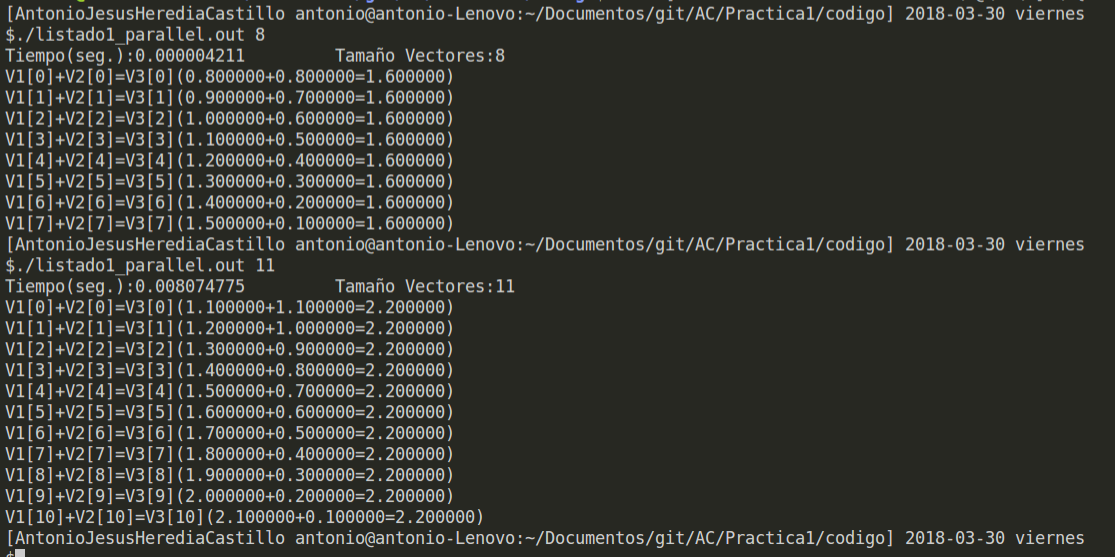 [AntonioJesusHerediaCastillo antonio@antonio-Lenovo:~/Documentos/git/AC/Practica1/codigo] 2018-03-30 viernes
$./listado1_parallel.out 8
Tiempo(seg.):0.000004211         Tamaño Vectores:8
V1[0]+V2[0]=V3[0](0.800000+0.800000=1.600000)
V1[1]+V2[1]=V3[1](0.900000+0.700000=1.600000)
V1[2]+V2[2]=V3[2](1.000000+0.600000=1.600000)
V1[3]+V2[3]=V3[3](1.100000+0.500000=1.600000)
V1[4]+V2[4]=V3[4](1.200000+0.400000=1.600000)
V1[5]+V2[5]=V3[5](1.300000+0.300000=1.600000)
V1[6]+V2[6]=V3[6](1.400000+0.200000=1.600000)
V1[7]+V2[7]=V3[7](1.500000+0.100000=1.600000)
[AntonioJesusHerediaCastillo antonio@antonio-Lenovo:~/Documentos/git/AC/Practica1/codigo] 2018-03-30 viernes
$./listado1_parallel.out 11
Tiempo(seg.):0.008074775         Tamaño Vectores:11
V1[0]+V2[0]=V3[0](1.100000+1.100000=2.200000)
V1[1]+V2[1]=V3[1](1.200000+1.000000=2.200000)
V1[2]+V2[2]=V3[2](1.300000+0.900000=2.200000)
V1[3]+V2[3]=V3[3](1.400000+0.800000=2.200000)
V1[4]+V2[4]=V3[4](1.500000+0.700000=2.200000)
V1[5]+V2[5]=V3[5](1.600000+0.600000=2.200000)
V1[6]+V2[6]=V3[6](1.700000+0.500000=2.200000)
V1[7]+V2[7]=V3[7](1.800000+0.400000=2.200000)
V1[8]+V2[8]=V3[8](1.900000+0.300000=2.200000)
V1[9]+V2[9]=V3[9](2.000000+0.200000=2.200000)
V1[10]+V2[10]=V3[10](2.100000+0.100000=2.200000)
[AntonioJesusHerediaCastillo antonio@antonio-Lenovo:~/Documentos/git/AC/Practica1/codigo] 2018-03-30 viernes
$